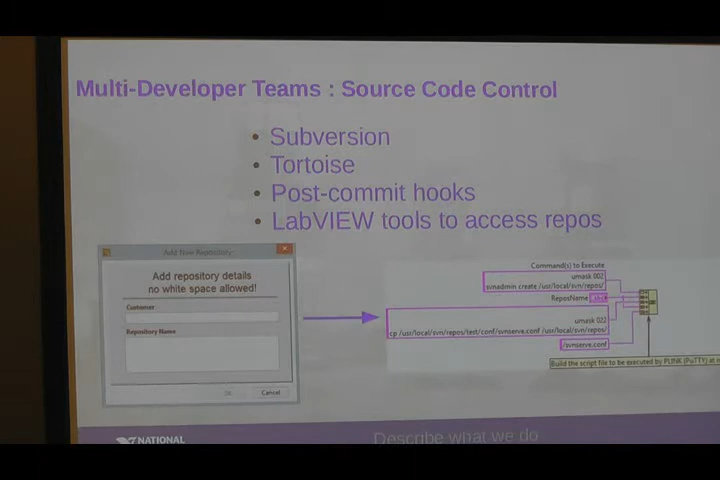 Multi-Developer Teams : Source Code Control
• Subversion
• Tortoise
• Post-commit hooks
• LabVIEW tools to access repos
Add New Repository
Add repository details
no white space allowed!
Customer
Repository Name
Ok
Cancel
Command(s) to Execute
umask 002
svnadmin create /usr/local/svn/repos/
ReposName
umask 022
cp /usr/local/svn/repos/test/conf/svnserve.conf /usr/local/svn/repos/
/svnserve.conf
Build the script file to be executed by PLINK (PuTTY) at
NATIONAL
Describe what we do